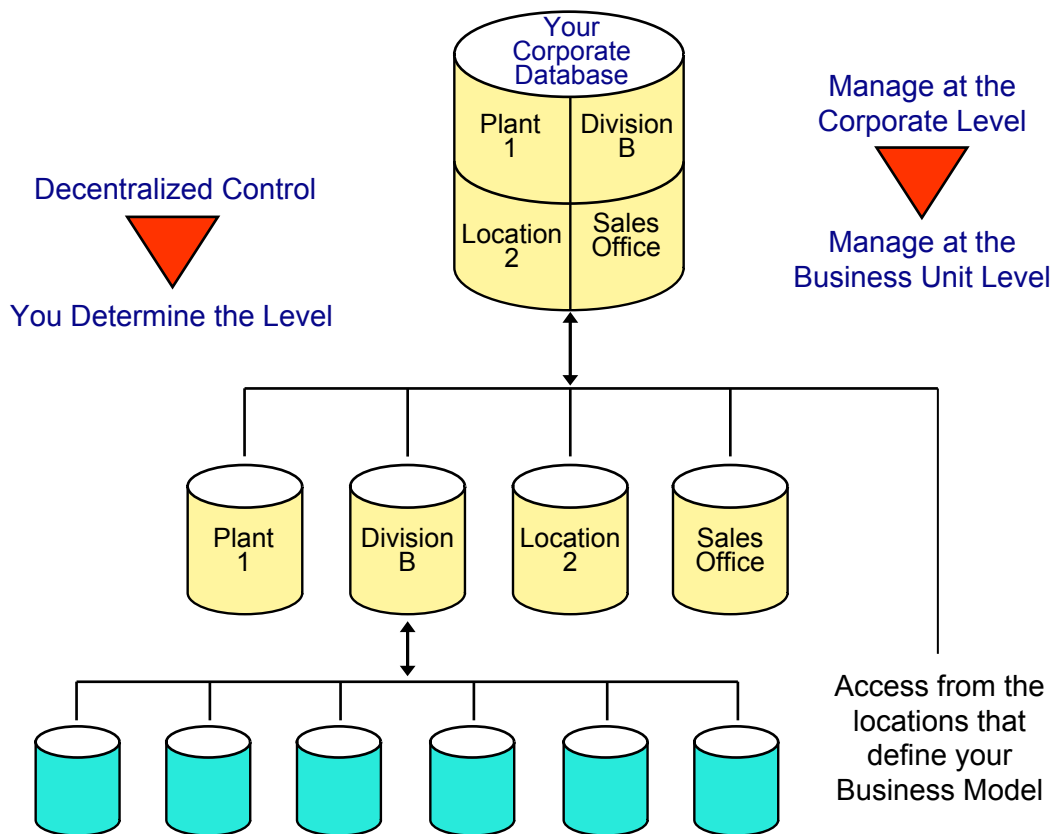 Your
Corporate
Database
Plant
1
Division
B
Location
2
Sales
Office
Manage at the
Corporate Level
Manage at the
Business Unit Level
Decentralized Control
You Determine the Level
Plant
1
Division
B
Location
2
Sales
Office
Access from the
locations that
define your
Business Model